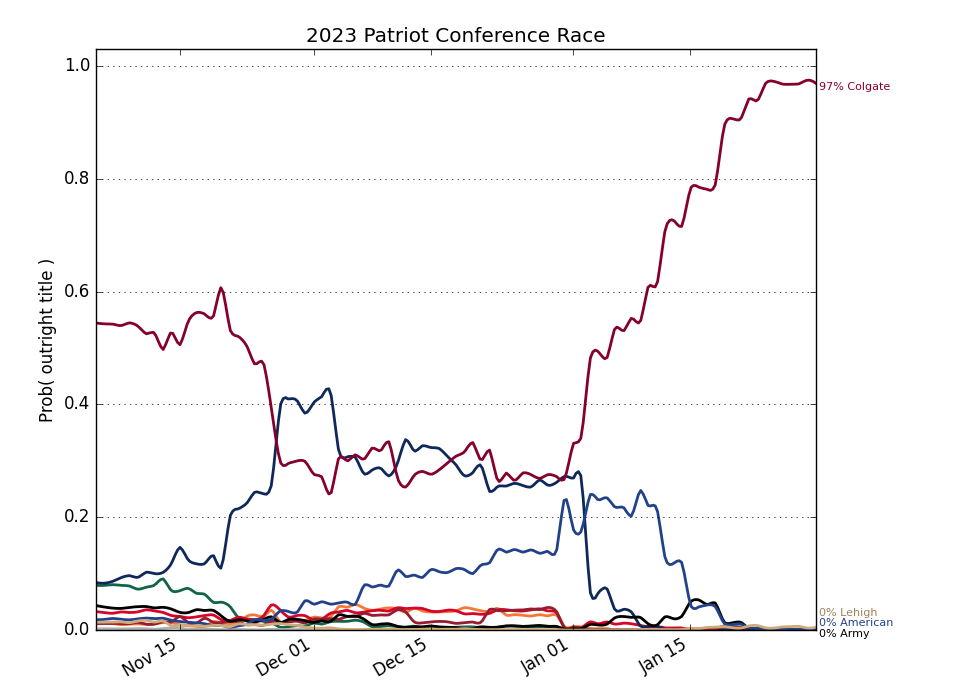 2023 Patriot Conference Race
Prob( outright title )
1.0
0.8
0.6
0.4
0.2
0.0
Nov 15
Dec 01
Dec 15
Jan 01
Jan 15
97% Colgate
0% Lehigh
0% American
0% Army